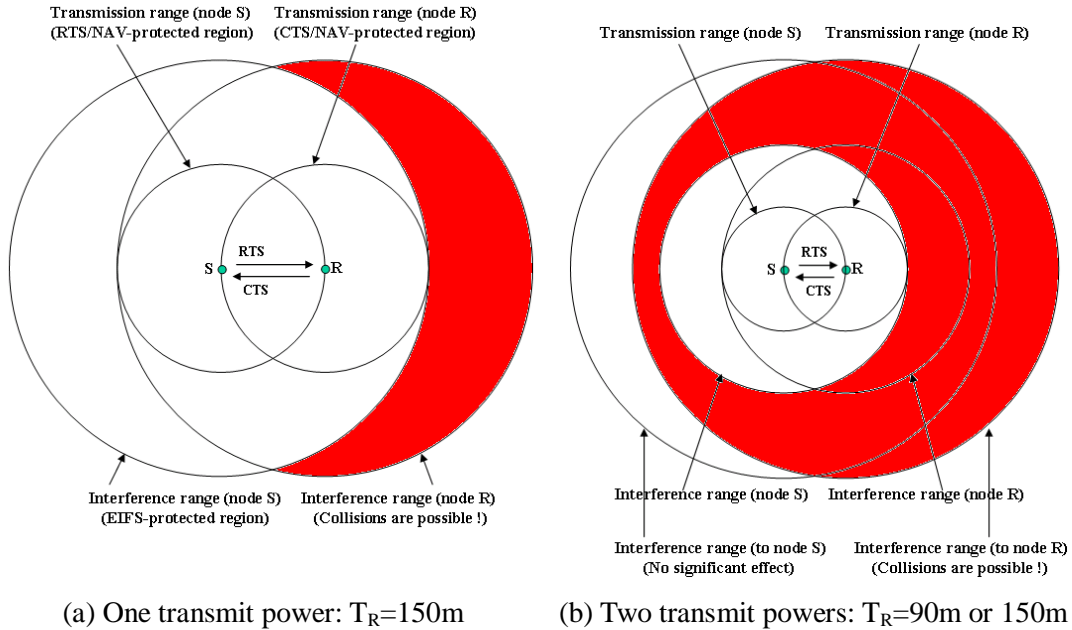 Transmission range (node S)
(RTS/NAV-protected region)
Transmission range (node R)
(CTS/NAV-protected region)
RTS
S
R
CTS
Interference range (node S)
(EIFS-protected region)
Interference range (node R)
(Collisions are possible !)
(a) One transmit power: TR=150m
Transmission range (node S)
Transmission range (node R)
RTS
S
R
CTS
Interference range (node S)
Interference range (node R)
Interference range (to node S)
(No significant effect)
Interference range (to node R)
(Collisions are possible !)
(b) Two transmit powers: TR=90m or 150m